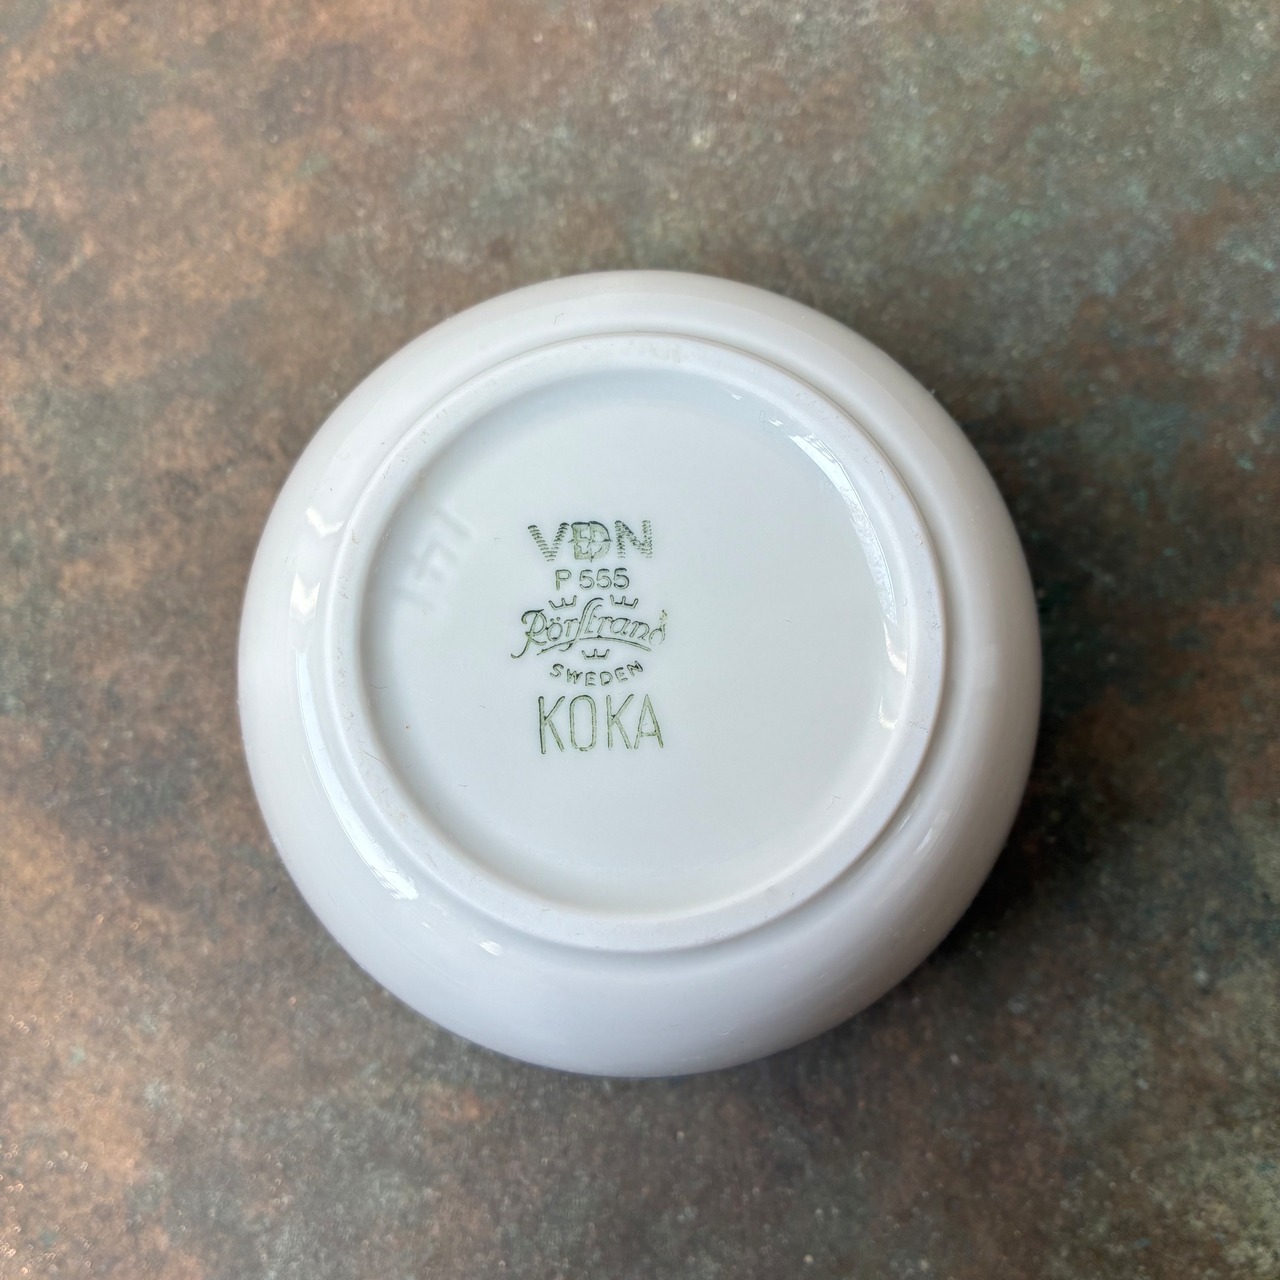 VDN
P 555
Rörstrand
SWEDEN
KOKA